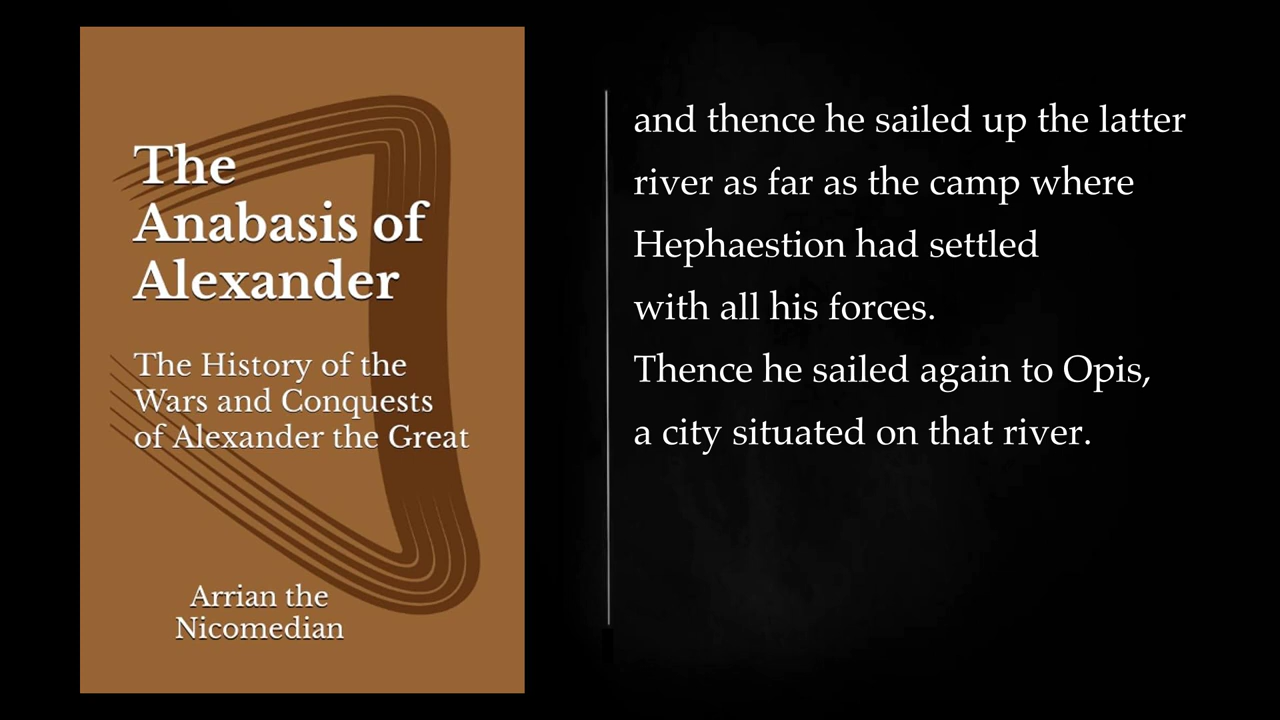 The
Anabasis of
Alexander
The History of the
Wars and Conquests
of Alexander the Great
Arrian the
Nicomedian
and thence he sailed up the latter
river as far as the camp where
Hephaestion had settled
with all his forces.
Thence he sailed again to Opis,
a city situated on that river.